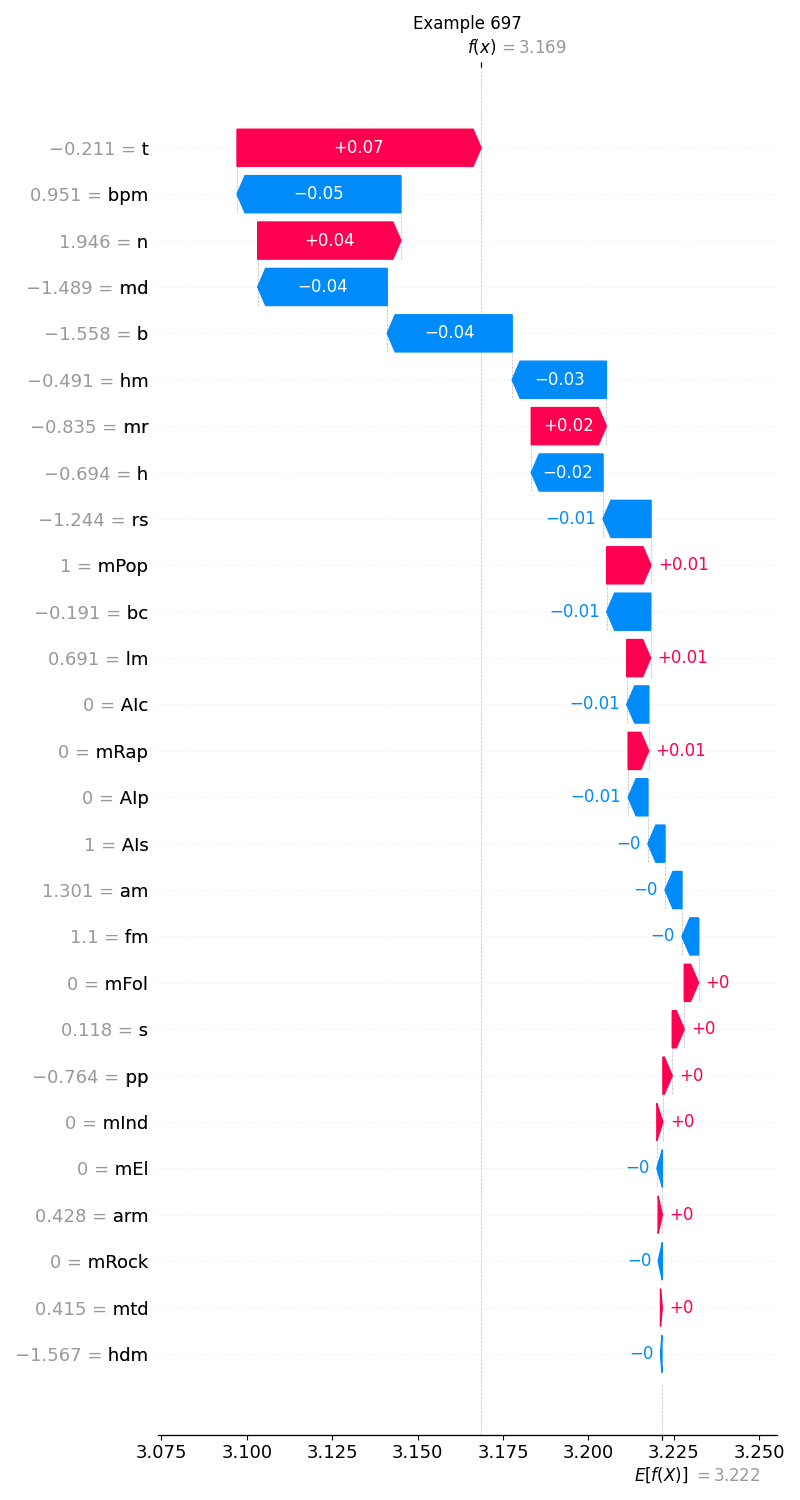 Example 697
f(x) = 3.169
−0.211 = t +0.07
0.951 = bpm −0.05
1.946 = n +0.04
−1.489 = md −0.04
−1.558 = b −0.04
−0.491 = hm −0.03
−0.835 = mr +0.02
−0.694 = h −0.02
−1.244 = rs −0.01
1 = mPop +0.01
−0.191 = bc −0.01
0.691 = lm +0.01
0 = AIc −0.01
0 = mRap +0.01
0 = AIp −0.01
1 = AIs −0
1.301 = am −0
1.1 = fm −0
0 = mFol +0
0.118 = s +0
−0.764 = pp +0
0 = mInd +0
0 = mEl −0
0.428 = arm +0
0 = mRock −0
0.415 = mtd +0
−1.567 = hdm −0
3.075 3.100 3.125 3.150 3.175 3.200 3.225 3.250
E[f(X)] = 3.222